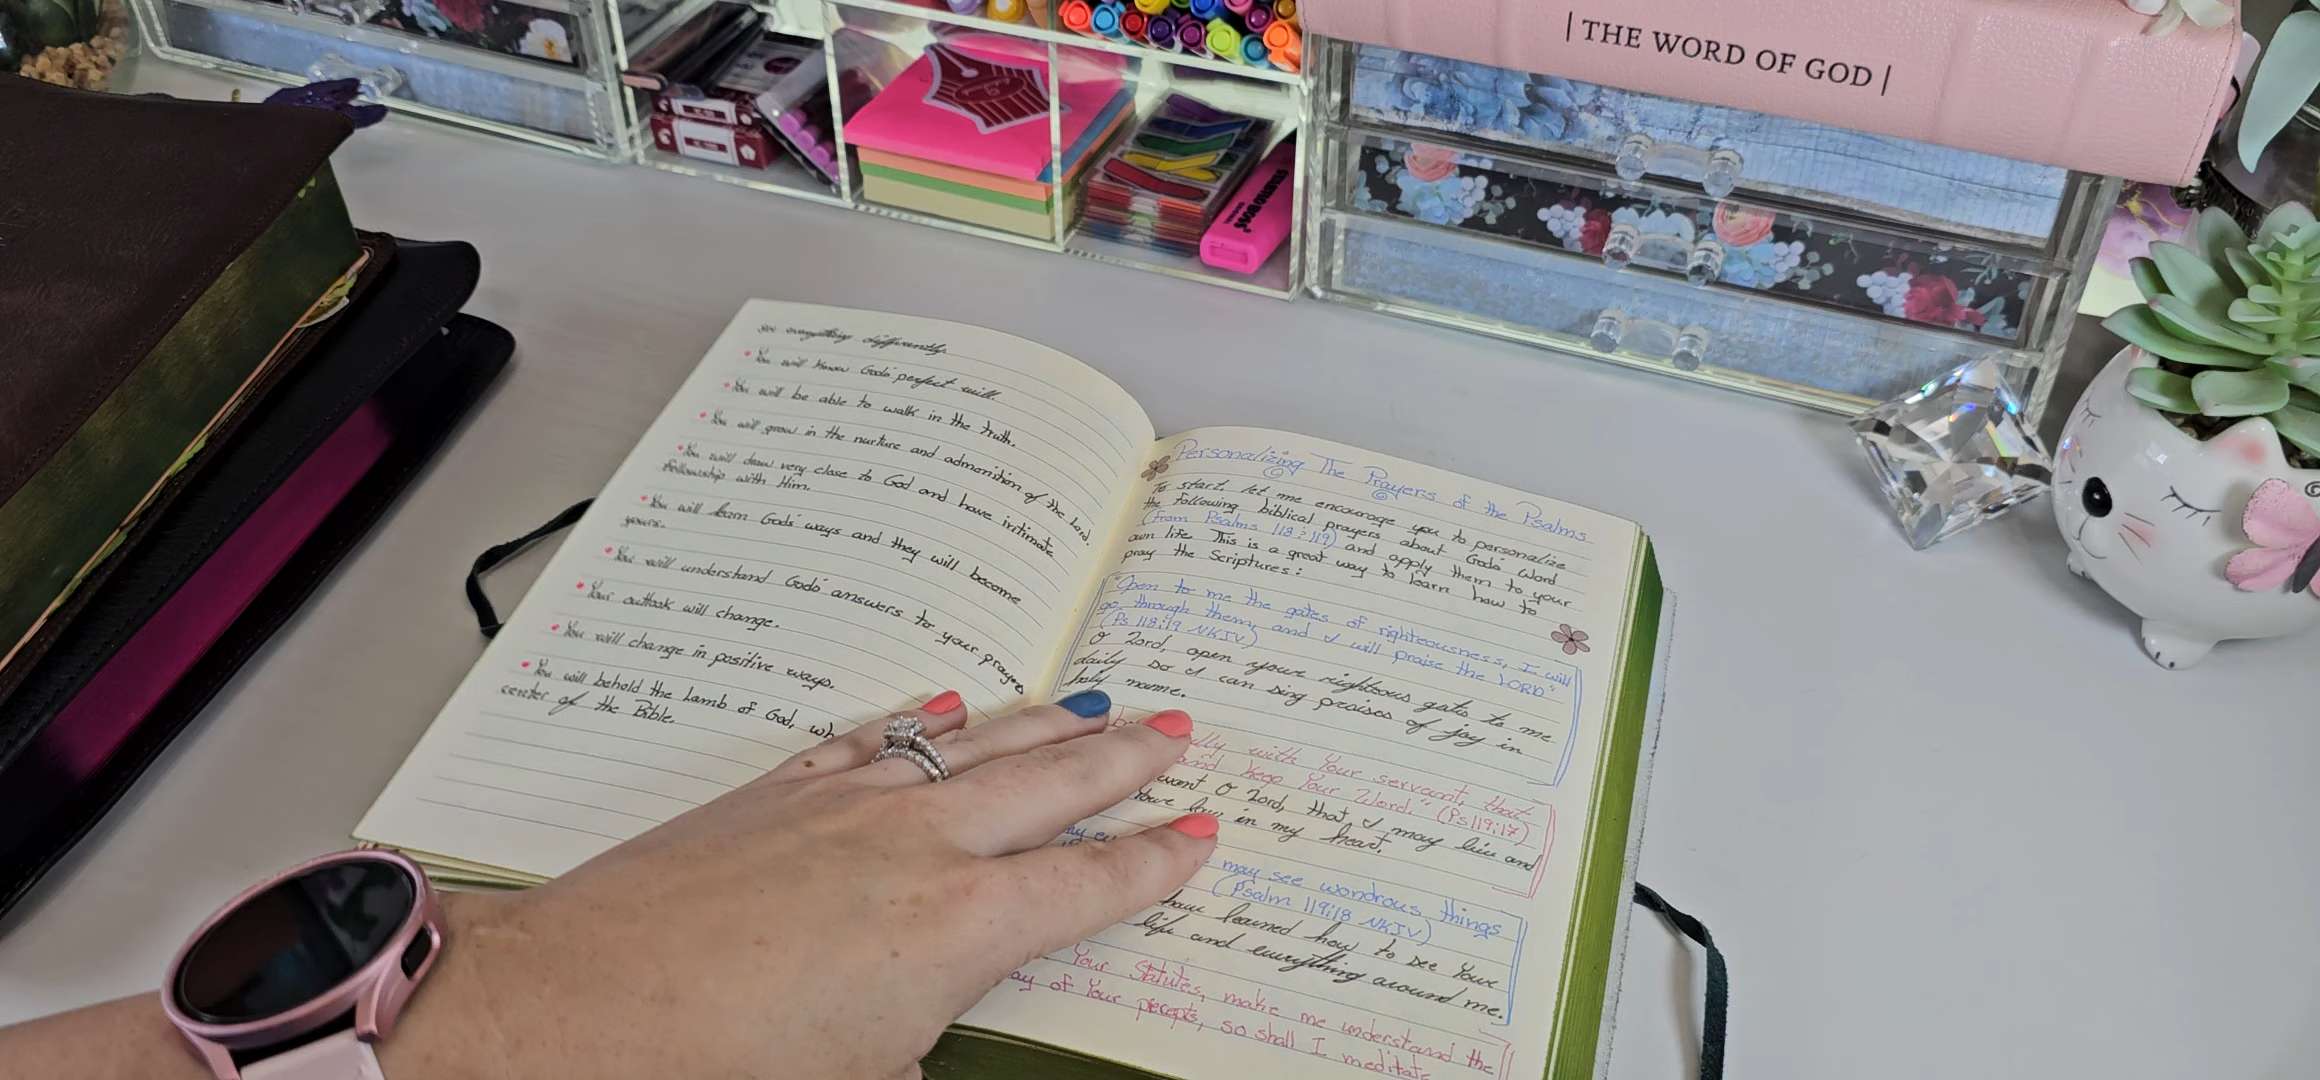 | THE WORD OF GOD |
STABILO BOSS
see everything differently.
• You will know Gods' perfect will.
• You will be able to walk in the truth.
• You will grow in the nurture and admonition of the Lord.
• You will draw very close to God and have intimate
fellowship with Him.
• You will learn Gods' ways and they will become
yours.
• You will understand Gods' answers to your prayers
• Your outlook will change.
• You will change in positive ways.
• You will behold the Lamb of God,
center of the Bible.
Personalizing The Prayers of the Psalms
To start let me encourage you to personalize
the following biblical prayers about Gods' Word
(from Psalms 118 & 119) and apply them to your
own life. This is a great way to learn how to
pray the Scriptures:
"Open to me the gates of righteousness, I will
go through them, and I will praise the LORD"
(Ps 118:19 NKJV)
O Lord, open your righteous gates to me
daily so I can sing praises of joy in
holy name.
with Your servant, that
and keep Your Word." (Ps 119:17)
want O Lord, that I may live and
Your law in my heart.
my
may see wondrous things
(Psalm 119:18 NKJV)
have learned how to see Your
life and everything around me.
Your Statutes, make me understand the
of Your precepts, so shall I meditate